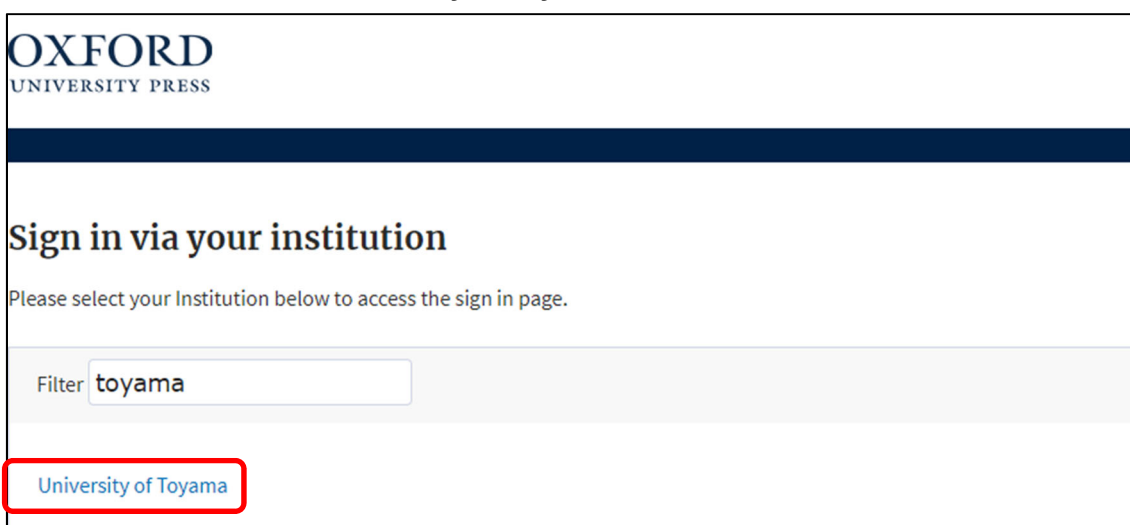 OXFORD
UNIVERSITY PRESS
Sign in via your institution
Please select your Institution below to access the sign in page.
Filter toyama
University of Toyama